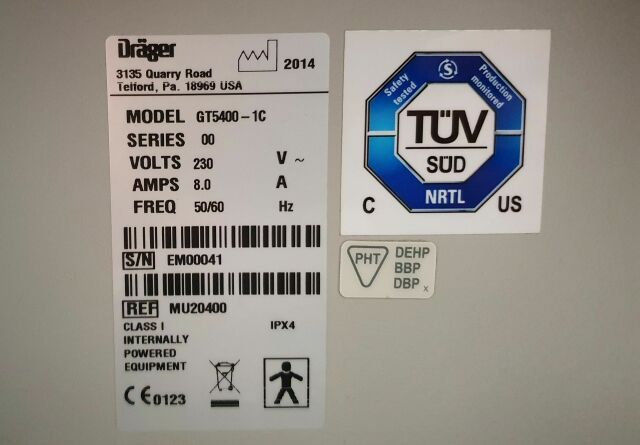 Dräger
2014
3135 Quarry Road
Telford, Pa. 18969 USA
MODEL GT5400-1C
SERIES 00
VOLTS 230 V ~
AMPS 8.0 A
FREQ 50/60 Hz
S/N EM00041
REF MU20400
CLASS I IPX4
INTERNALLY
POWERED
EQUIPMENT
CE 0123
Safety
tested
S
Production
monitored
TÜV
SÜD
NRTL
C US
PHT
DEHP
BBP
DBP x